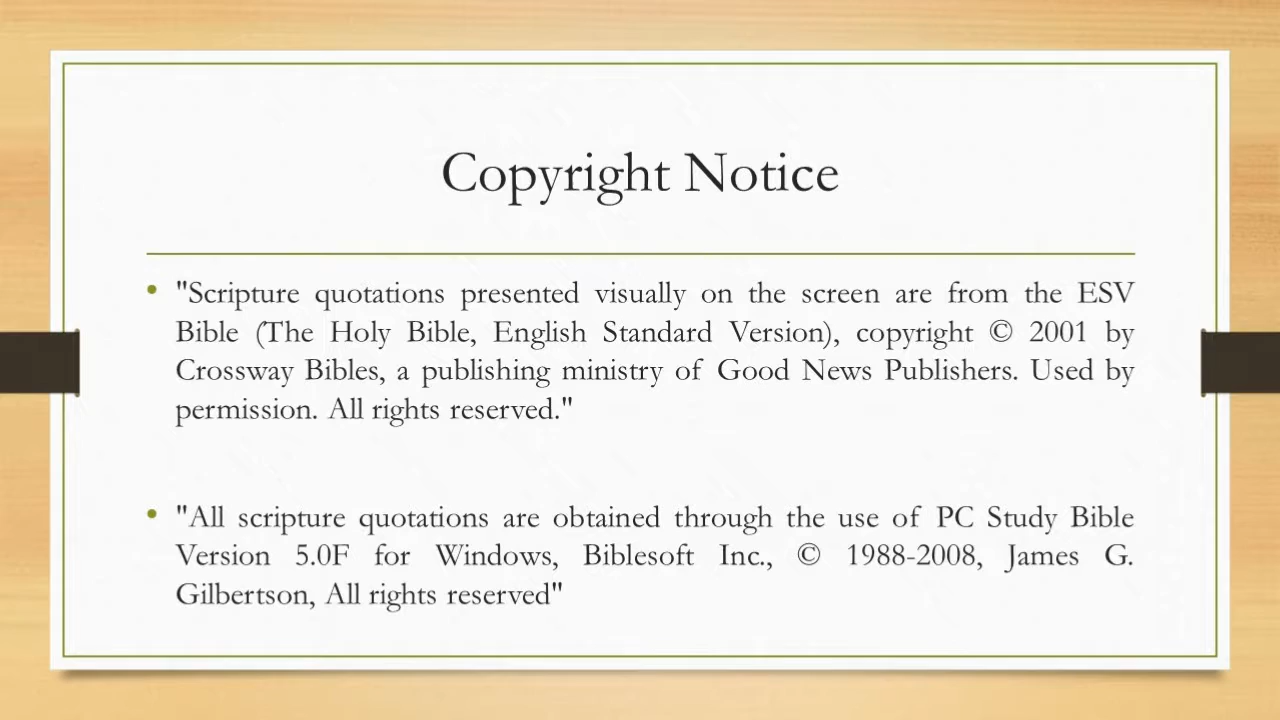 Copyright Notice
• "Scripture quotations presented visually on the screen are from the ESV
Bible (The Holy Bible, English Standard Version), copyright © 2001 by
Crossway Bibles, a publishing ministry of Good News Publishers. Used by
permission. All rights reserved."
• "All scripture quotations are obtained through the use of PC Study Bible
Version 5.0F for Windows, Biblesoft Inc., © 1988-2008, James G.
Gilbertson, All rights reserved"